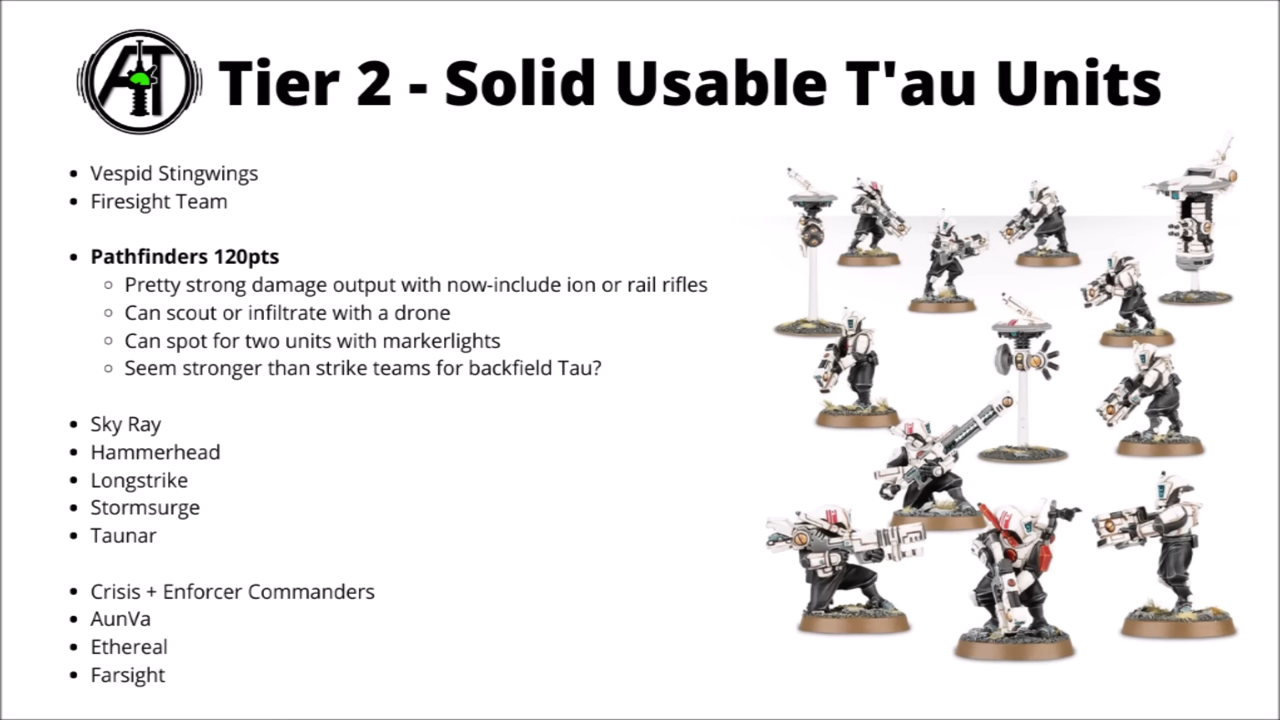 AT
Tier 2 - Solid Usable T'au Units
• Vespid Stingwings
• Firesight Team
• Pathfinders 120pts
○ Pretty strong damage output with now-include ion or rail rifles
○ Can scout or infiltrate with a drone
○ Can spot for two units with markerlights
○ Seem stronger than strike teams for backfield Tau?
• Sky Ray
• Hammerhead
• Longstrike
• Stormsurge
• Taunar
• Crisis + Enforcer Commanders
• AunVa
• Ethereal
• Farsight